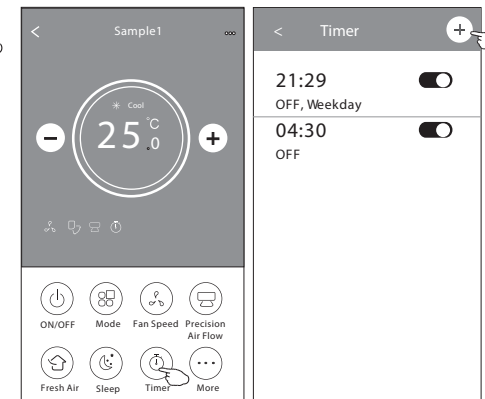 Sample1
Cool
25.0°C
ON/OFF
Mode
Fan Speed
Precision
Air Flow
Fresh Air
Sleep
Timer
More
Timer
21:29
OFF, Weekday
04:30
OFF